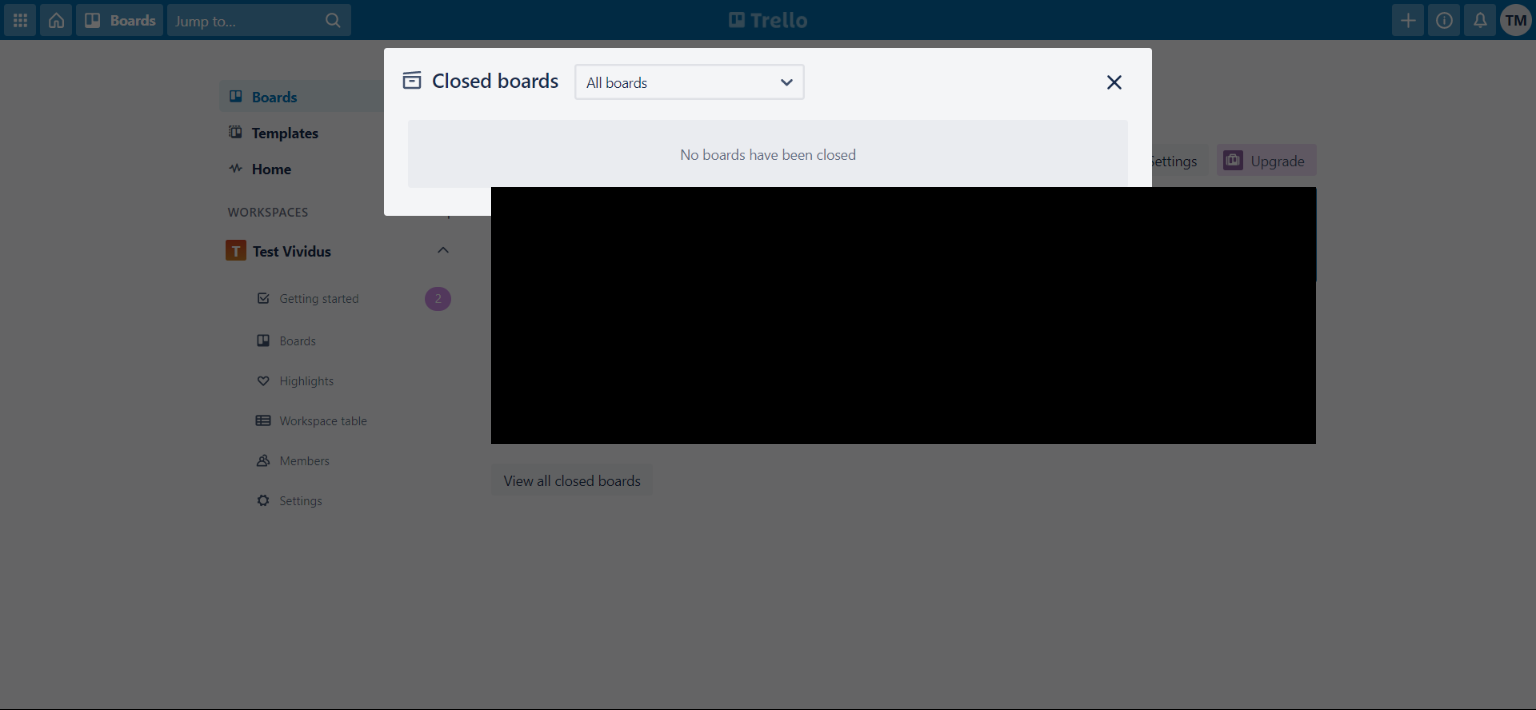 Boards
Jump to...
Trello
TM
Closed boards
All boards
No boards have been closed
Boards
Templates
Home
WORKSPACES
T Test Vividus
Getting started
2
Boards
Highlights
Workspace table
Members
Settings
Settings
Upgrade
View all closed boards